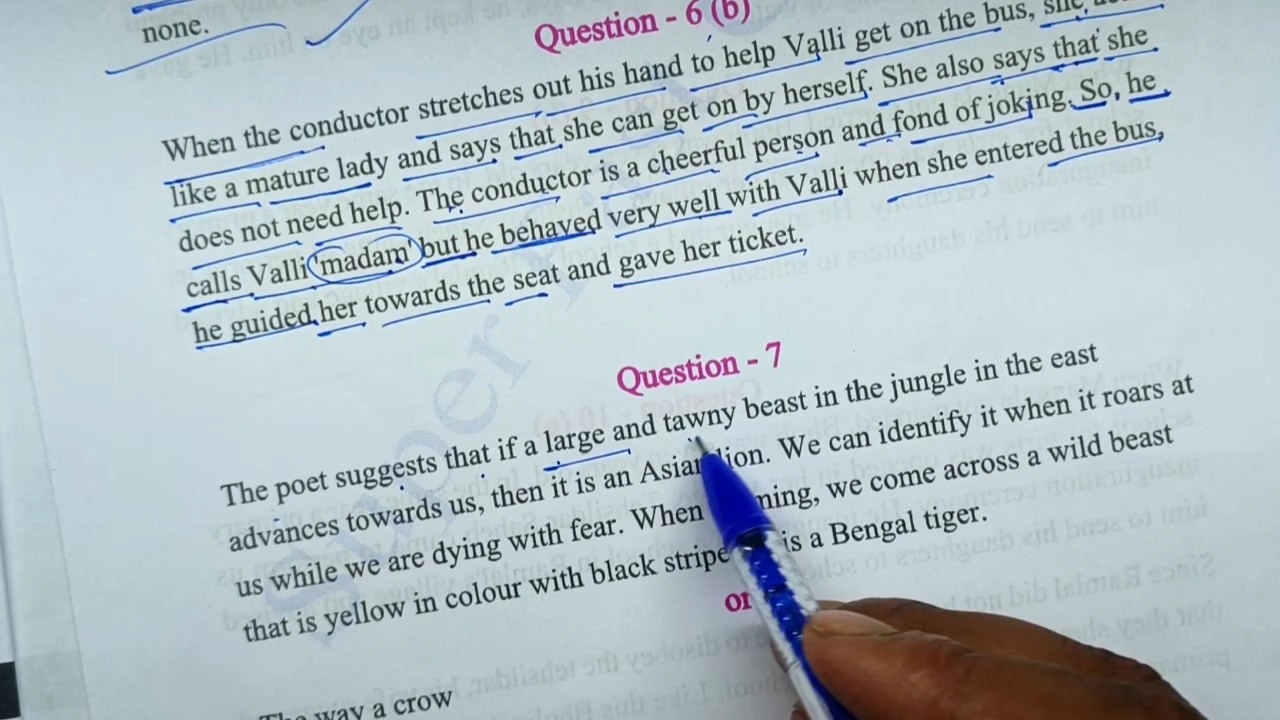 none.
Question - 6 (b)
When the conductor stretches out his hand to help Valli get on the bus, she,
like a mature lady and says that she can get on by herself. She also says that she
does not need help. The conductor is a cheerful person and fond of joking. So, he
calls Valli 'madam' but he behaved very well with Valli when she entered the bus,
he guided her towards the seat and gave her ticket.
Question - 7
The poet suggests that if a large and tawny beast in the jungle in the east
advances towards us, then it is an Asian lion. We can identify it when it roars at
us while we are dying with fear. When we come across a wild beast
that is yellow in colour with black stripe is a Bengal tiger.
or
way a crow